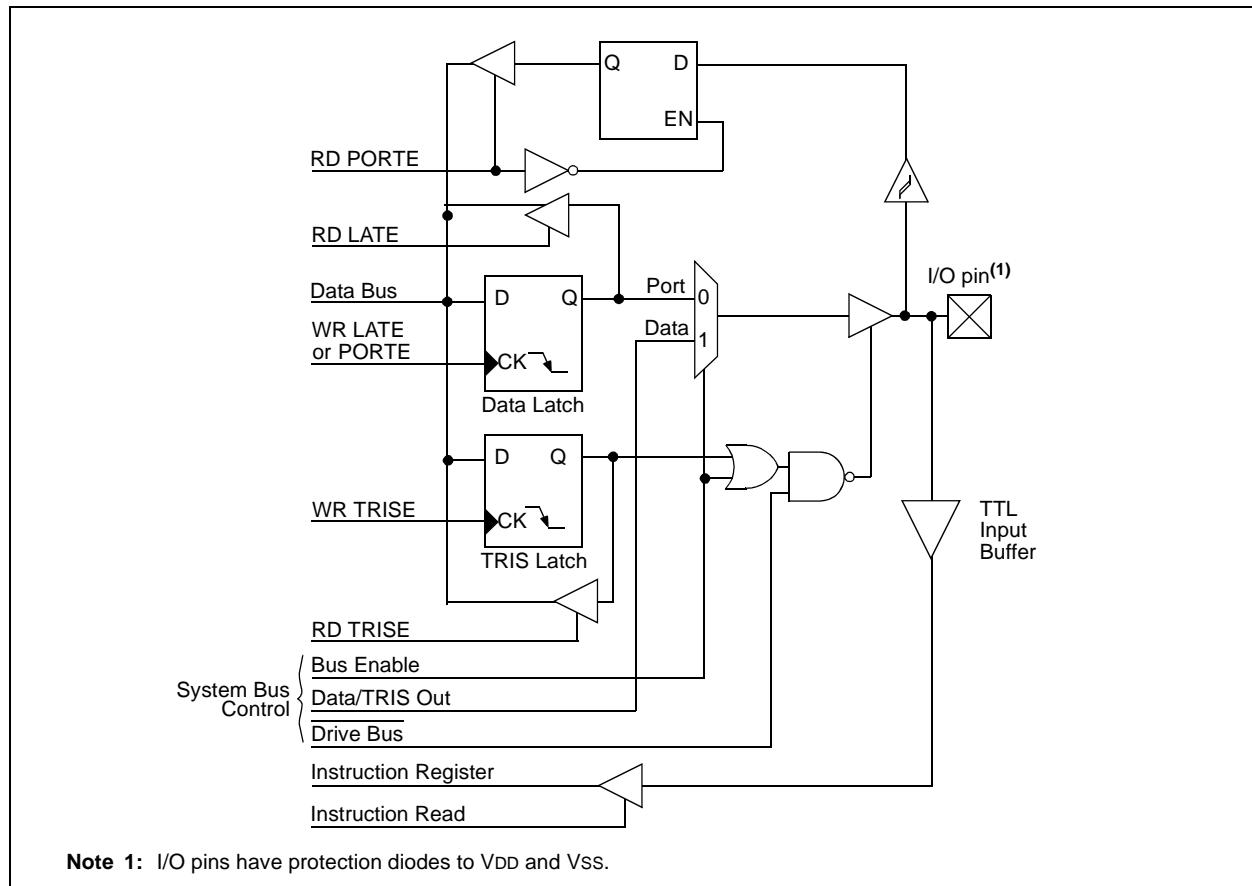 Q D
EN
RD PORTE
RD LATE
I/O pin(1)
Data Bus
D Q
Port 0
WR LATE
or PORTE
Data 1
CK
Data Latch
D Q
WR TRISE
CK
TRIS Latch
TTL
Input
Buffer
RD TRISE
System Bus
Control
Bus Enable
Data/TRIS Out
Drive Bus
Instruction Register
Instruction Read
Note 1: I/O pins have protection diodes to VDD and VSS.